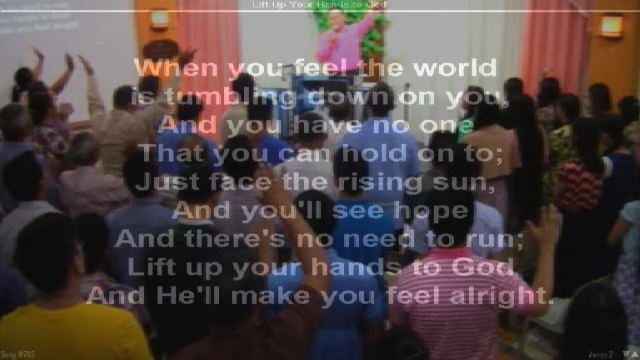 Lift Up Your Hands to God
When you feel the world
is tumbling down on you,
And you have no one
That you can hold on to;
Just face the rising sun,
And you'll see hope
And there's no need to run;
Lift up your hands to God
And He'll make you feel alright.
Verse 2